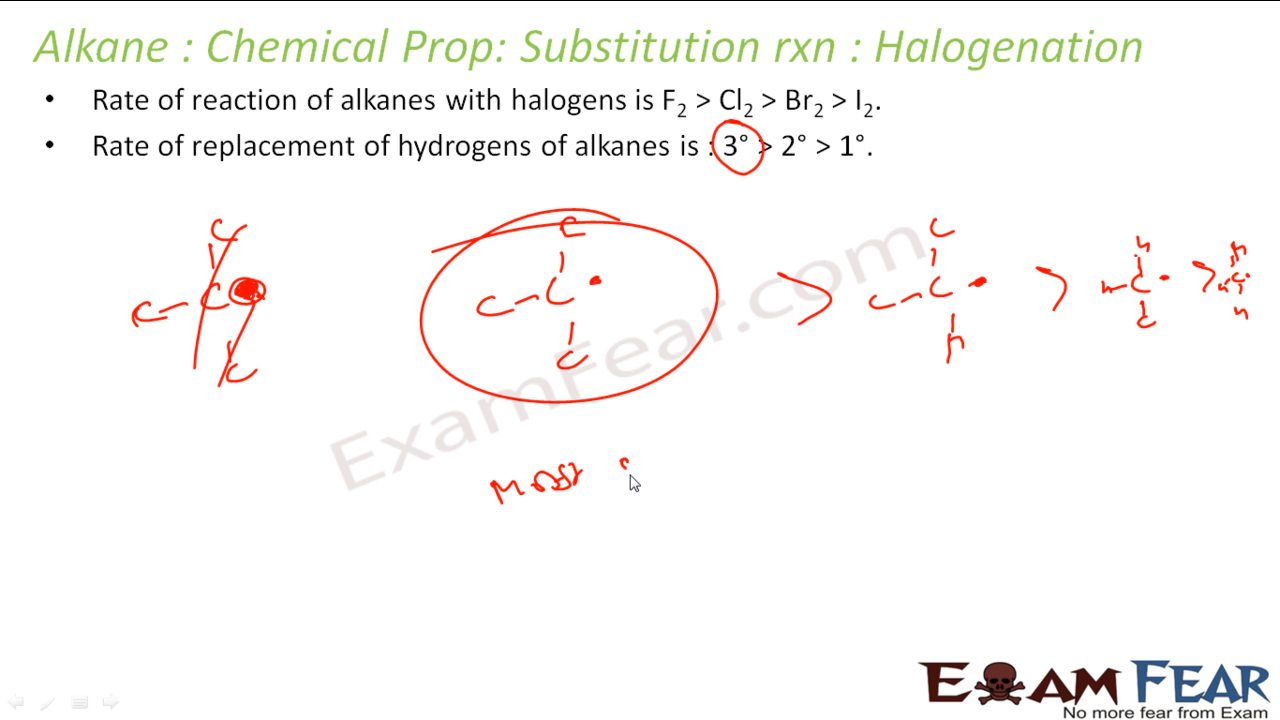 Alkane : Chemical Prop: Substitution rxn : Halogenation
• Rate of reaction of alkanes with halogens is F₂ > Cl₂ > Br₂ > I₂.
• Rate of replacement of hydrogens of alkanes is : 3° > 2° > 1°.
C C C H
C – C C – C • > C – C • > H – C • > H C •
C C H C H
ExamFear.com
Most s
EXAM FEAR
No more fear from Exam